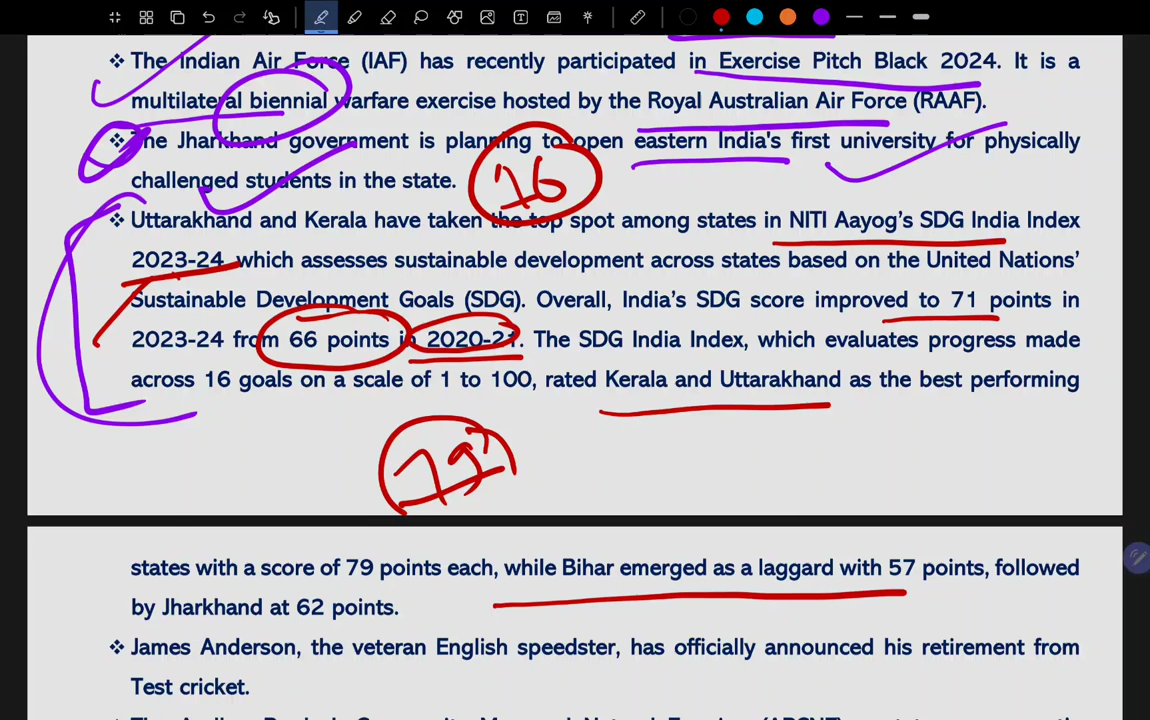 ❖ The Indian Air Force (IAF) has recently participated in Exercise Pitch Black 2024. It is a
multilateral biennial warfare exercise hosted by the Royal Australian Air Force (RAAF).
❖ The Jharkhand government is planning to open eastern India's first university for physically
challenged students in the state.
16
❖ Uttarakhand and Kerala have taken the top spot among states in NITI Aayog's SDG India Index
2023-24, which assesses sustainable development across states based on the United Nations'
Sustainable Development Goals (SDG). Overall, India's SDG score improved to 71 points in
2023-24 from 66 points in 2020-21. The SDG India Index, which evaluates progress made
across 16 goals on a scale of 1 to 100, rated Kerala and Uttarakhand as the best performing
79
states with a score of 79 points each, while Bihar emerged as a laggard with 57 points, followed
by Jharkhand at 62 points.
❖ James Anderson, the veteran English speedster, has officially announced his retirement from
Test cricket.